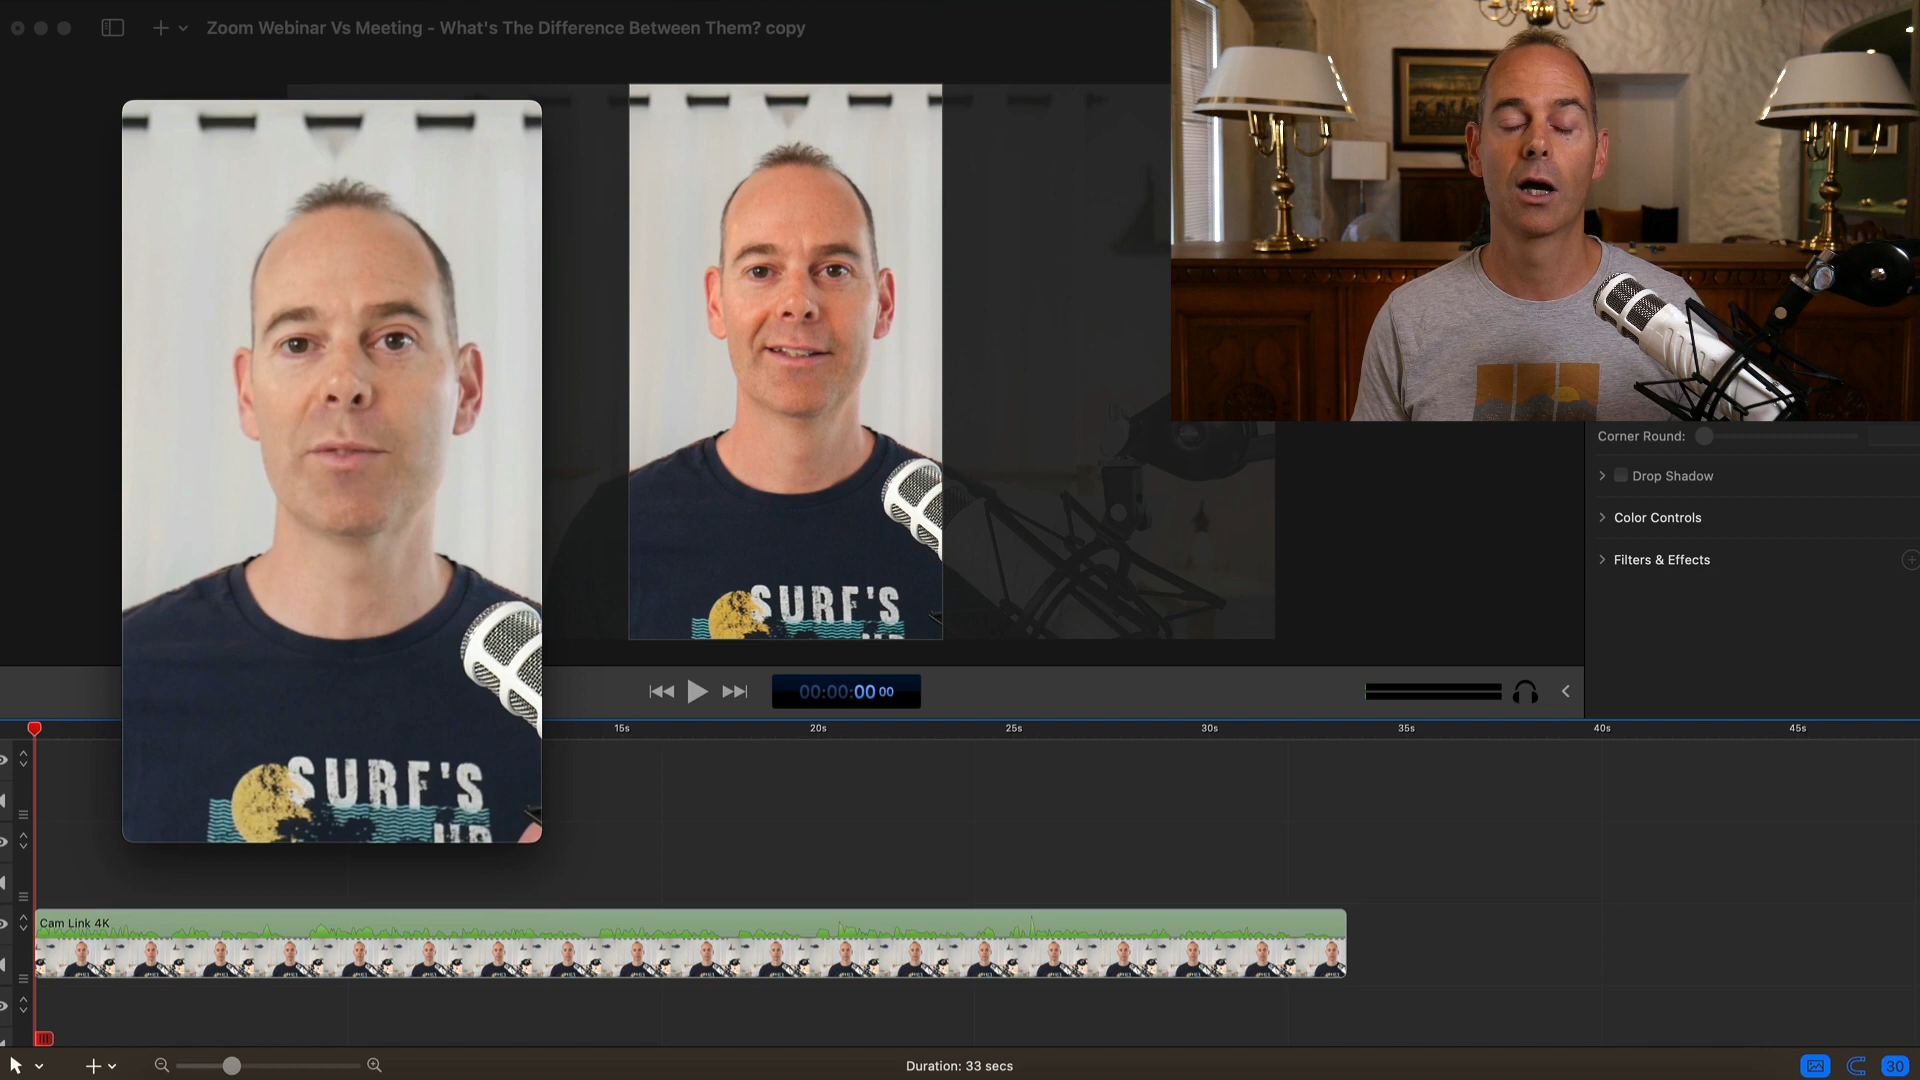 Zoom Webinar Vs Meeting - What's The Difference Between Them? copy
SURF'S
UP
SURF'S
UP
Corner Round:
Drop Shadow
Color Controls
Filters & Effects
00:00:00 00
15s
20s
25s
30s
35s
40s
45s
Cam Link 4K
Duration: 33 secs
30